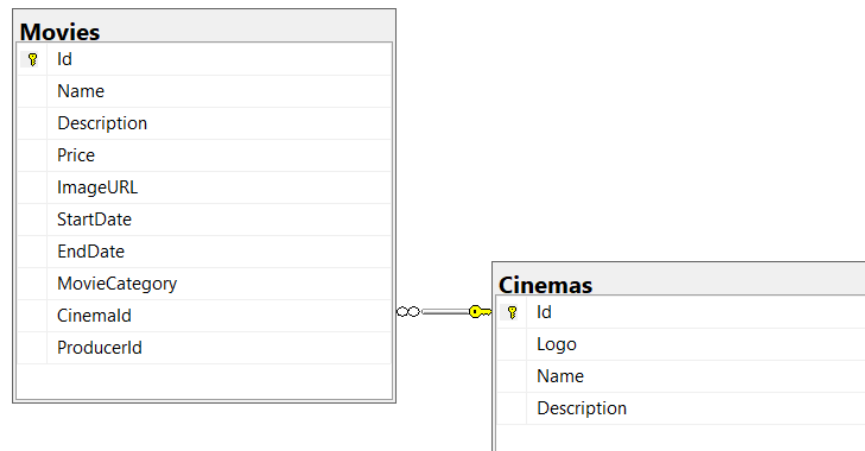 Movies
Id
Name
Description
Price
ImageURL
StartDate
EndDate
MovieCategory
CinemaId
ProducerId
Cinemas
Id
Logo
Name
Description